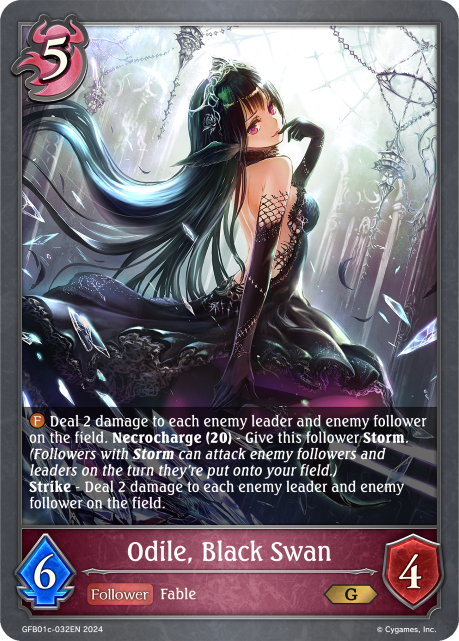 5
F Deal 2 damage to each enemy leader and enemy follower
on the field. Necrocharge (20) - Give this follower Storm.
(Followers with Storm can attack enemy followers and
leaders on the turn they're put onto your field.)
Strike - Deal 2 damage to each enemy leader and enemy
follower on the field.
Odile, Black Swan
6
Follower Fable
G
4
GFB01c-032EN 2024
© Cygames, Inc.